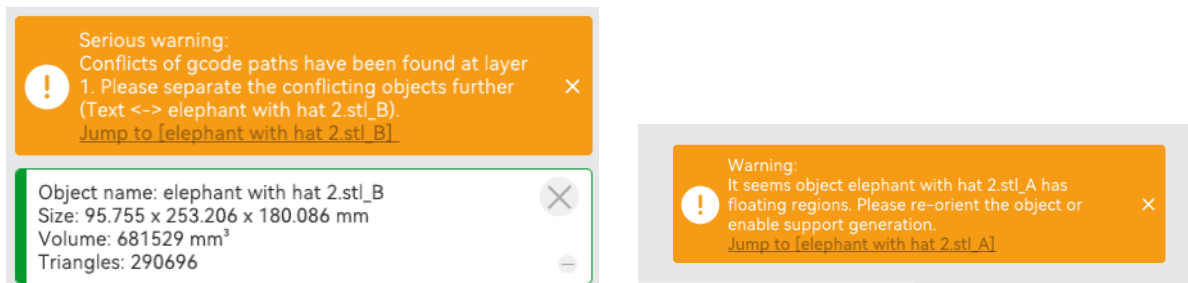 Serious warning:
Conflicts of gcode paths have been found at layer
1. Please separate the conflicting objects further
(Text <-> elephant with hat 2.stl_B).
Jump to [elephant with hat 2.stl_B]
Object name: elephant with hat 2.stl_B
Size: 95.755 x 253.206 x 180.086 mm
Volume: 681529 mm³
Triangles: 290696
Warning:
It seems object elephant with hat 2.stl_A has
floating regions. Please re-orient the object or
enable support generation.
Jump to [elephant with hat 2.stl_A]